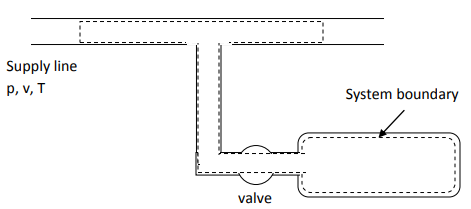 Supply line
p, v, T
System boundary
valve